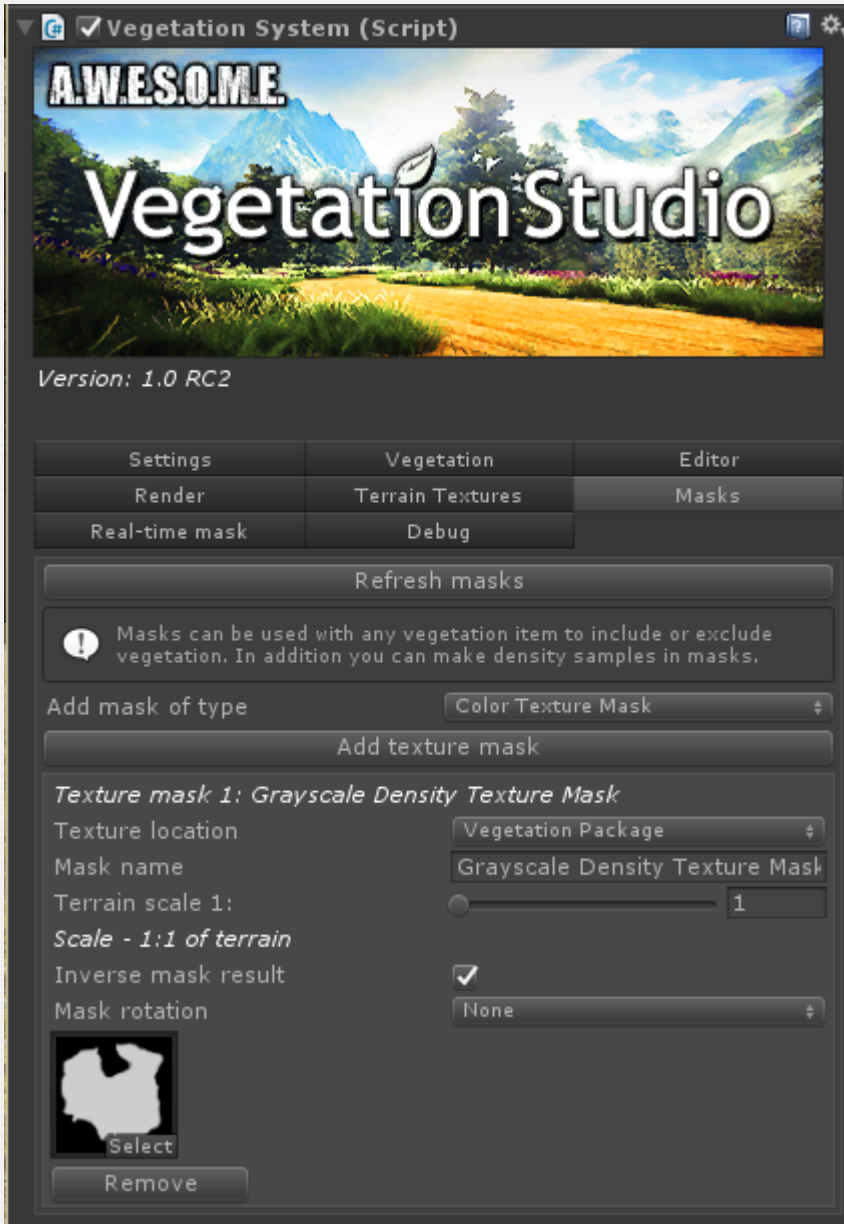 Vegetation System (Script)
A.W.E.S.O.M.E.
Vegetation Studio
Version: 1.0 RC2
Settings Vegetation Editor
Render Terrain Textures Masks
Real-time mask Debug
Refresh masks
Masks can be used with any vegetation item to include or exclude
vegetation. In addition you can make density samples in masks.
Add mask of type Color Texture Mask
Add texture mask
Texture mask 1: Grayscale Density Texture Mask
Texture location Vegetation Package
Mask name Grayscale Density Texture Mask
Terrain scale 1: 1
Scale - 1:1 of terrain
Inverse mask result
Mask rotation None
Select
Remove